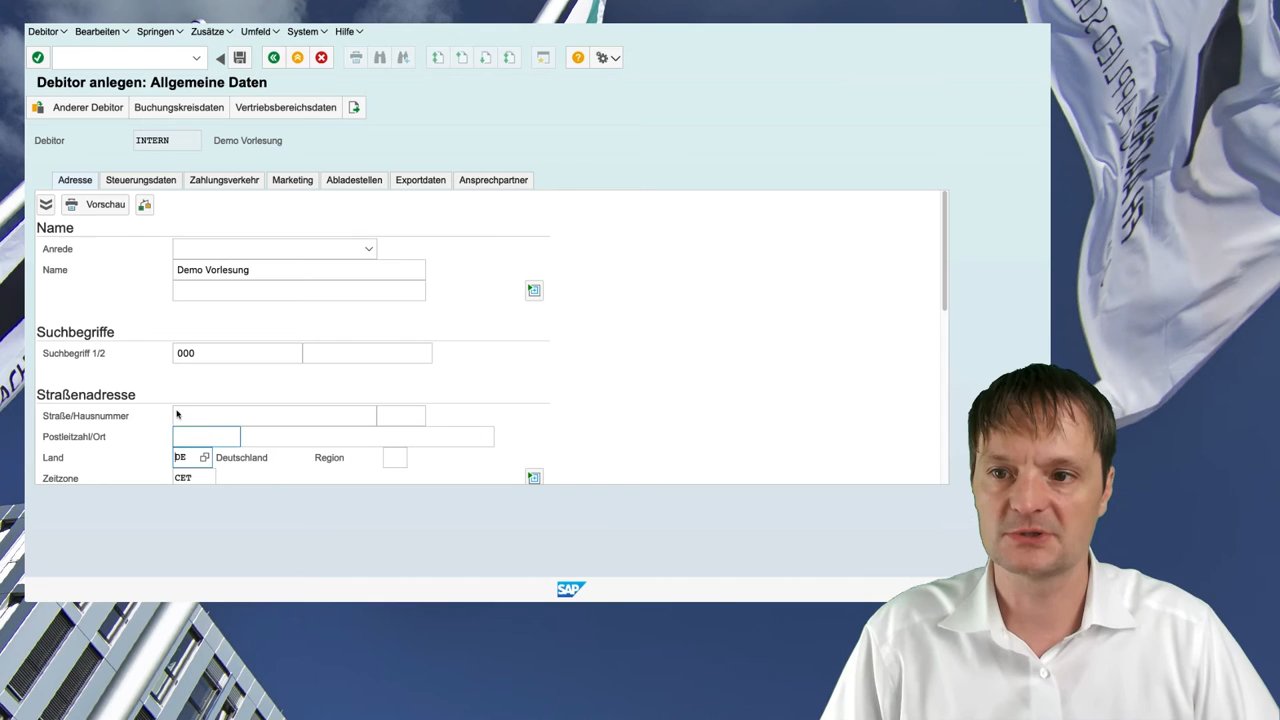 Debitor Bearbeiten Springen Zusätze Umfeld System Hilfe
Debitor anlegen: Allgemeine Daten
Anderer Debitor Buchungskreisdaten Vertriebsbereichsdaten
Debitor INTERN Demo Vorlesung
Adresse Steuerungsdaten Zahlungsverkehr Marketing Abladestellen Exportdaten Ansprechpartner
Vorschau
Name
Anrede
Name Demo Vorlesung
Suchbegriffe
Suchbegriff 1/2 000
Straßenadresse
Straße/Hausnummer
Postleitzahl/Ort
Land DE Deutschland Region
Zeitzone CET
SAP